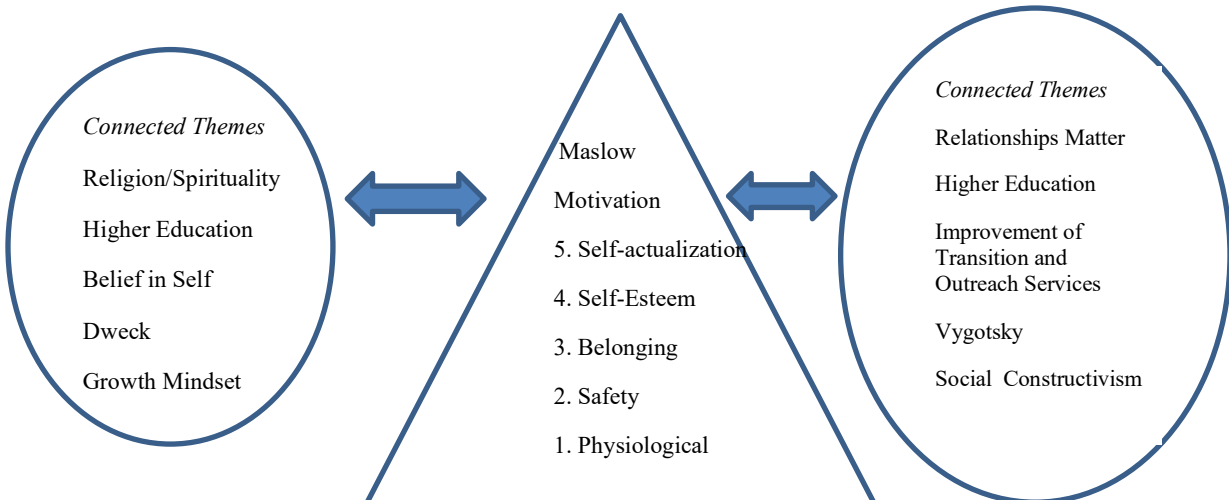 Connected Themes
Religion/Spirituality
Higher Education
Belief in Self
Dweck
Growth Mindset
Maslow
Motivation
5. Self-actualization
4. Self-Esteem
3. Belonging
2. Safety
1. Physiological
Connected Themes
Relationships Matter
Higher Education
Improvement of
Transition and
Outreach Services
Vygotsky
Social Constructivism